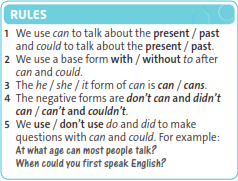 RULES
1 We use can to talk about the present / past
and could to talk about the present / past.
2 We use a base form with / without to after
can and could.
3 The he / she / it form of can is can / cans.
4 The negative forms are don't can and didn't
can / can't and couldn't.
5 We use / don't use do and did to make
questions with can and could. For example:
At what age can most people talk?
When could you first speak English?